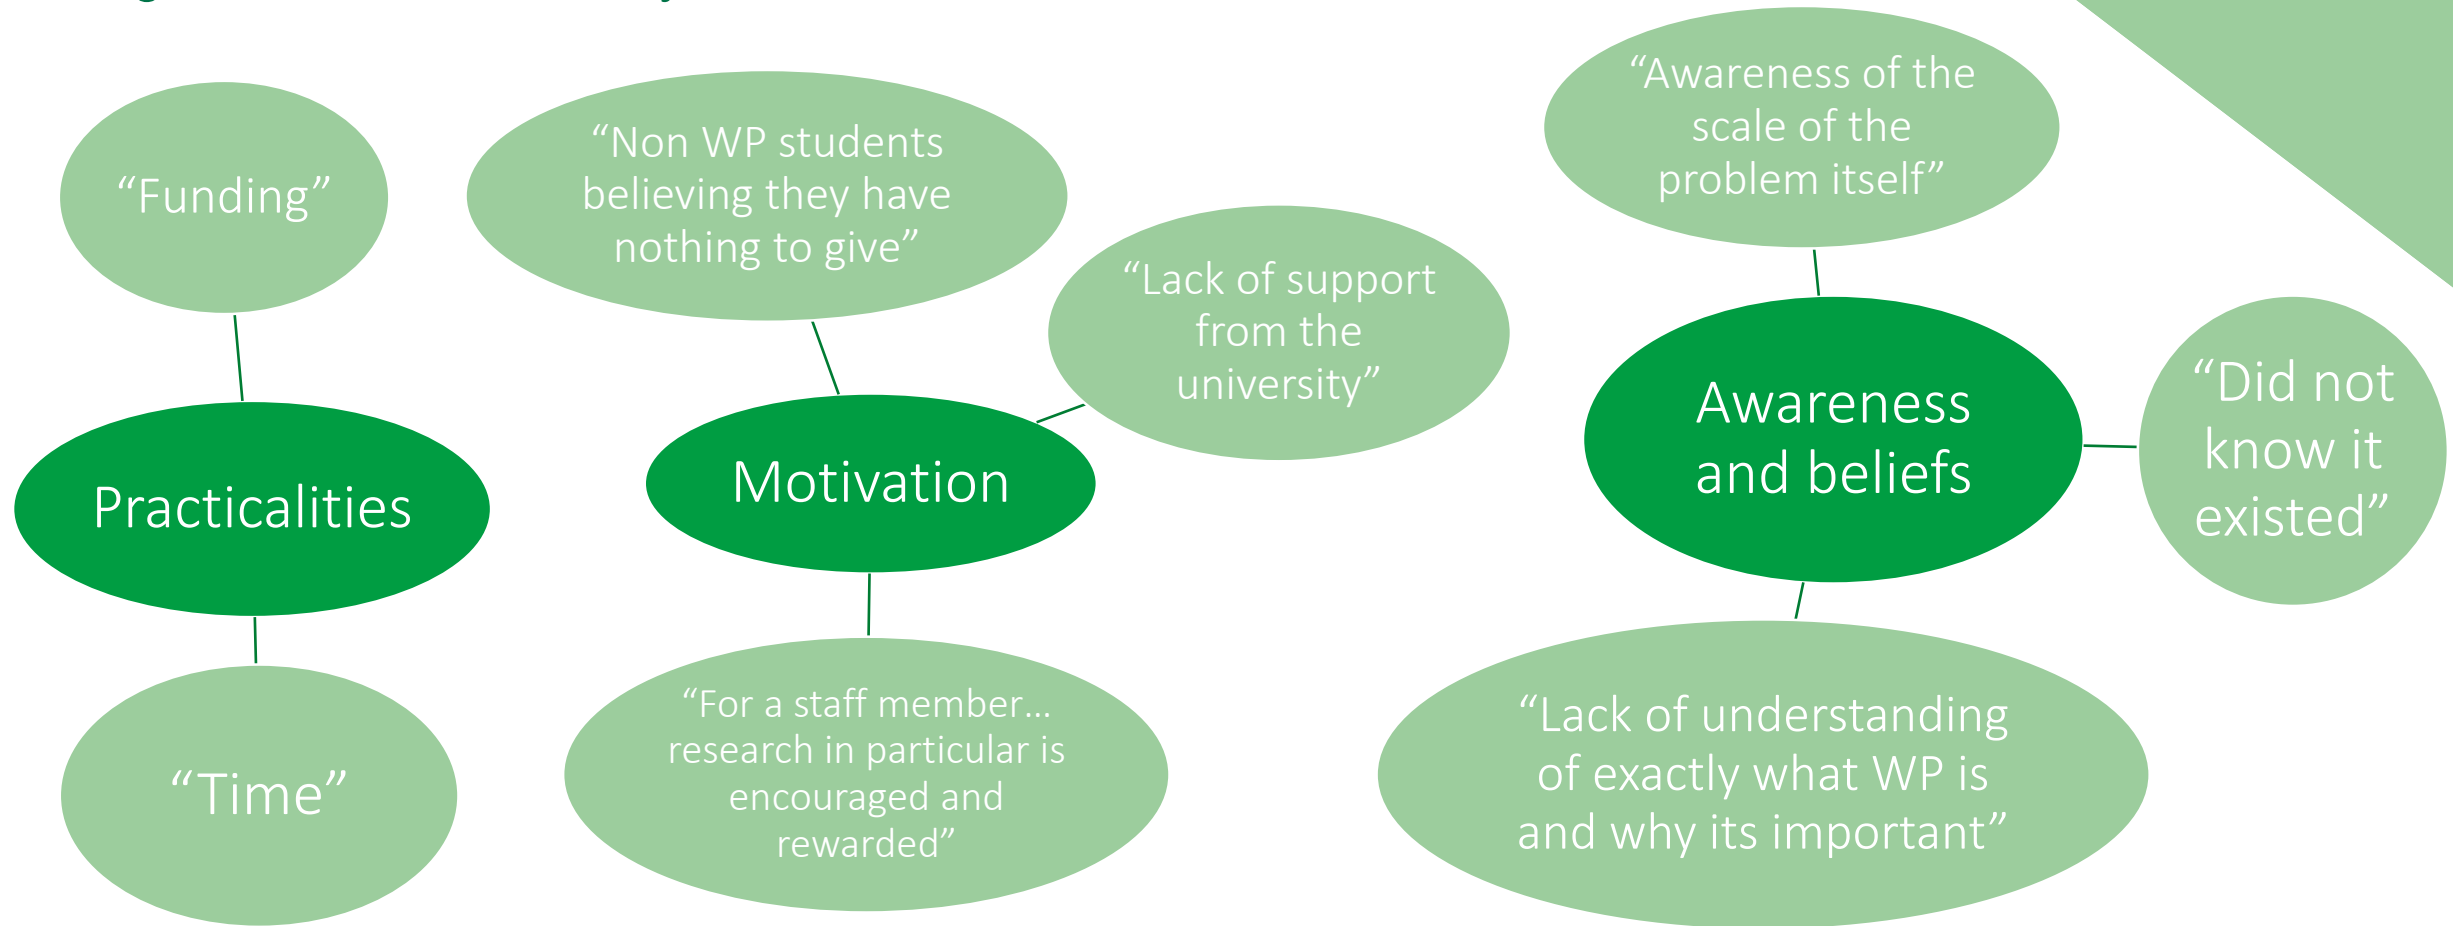 “Funding”
Practicalities
“Time”
“Non WP students
believing they have
nothing to give”
“Lack of support
from the
university”
Motivation
“For a staff member...
research in particular is
encouraged and
rewarded”
“Awareness of the
scale of the
problem itself”
Awareness
and beliefs
“Did not
know it
existed”
“Lack of understanding
of exactly what WP is
and why its important”